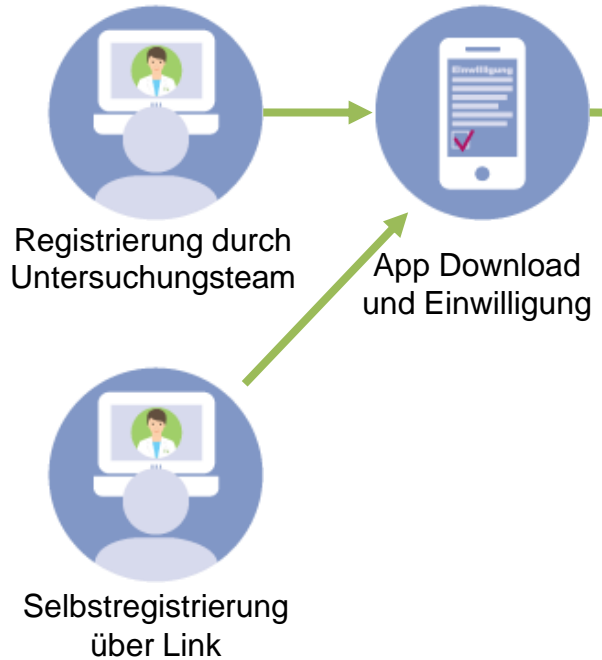 Einwilligung
Registrierung durch
Untersuchungsteam
App Download
und Einwilligung
Selbstregistrierung
über Link